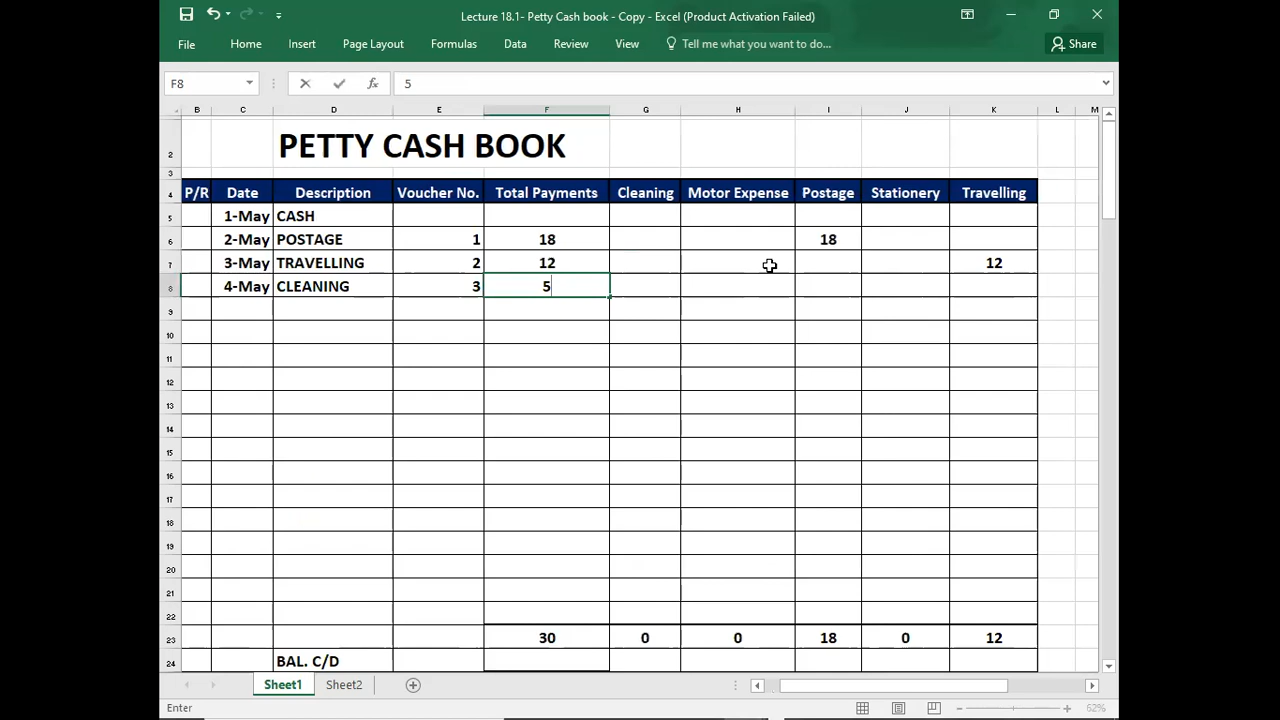 Lecture 18.1- Petty Cash book - Copy - Excel (Product Activation Failed)
File Home Insert Page Layout Formulas Data Review View Tell me what you want to do... Share
F8 fx 5
B C D E F G H I J K L M
2 PETTY CASH BOOK
3
4 P/R Date Description Voucher No. Total Payments Cleaning Motor Expense Postage Stationery Travelling
5 1-May CASH
6 2-May POSTAGE 1 18 18
7 3-May TRAVELLING 2 12 12
8 4-May CLEANING 3 5
9
10
11
12
13
14
15
16
17
18
19
20
21
22
23 30 0 0 18 0 12
24 BAL. C/D
Sheet1 Sheet2
Enter 62%